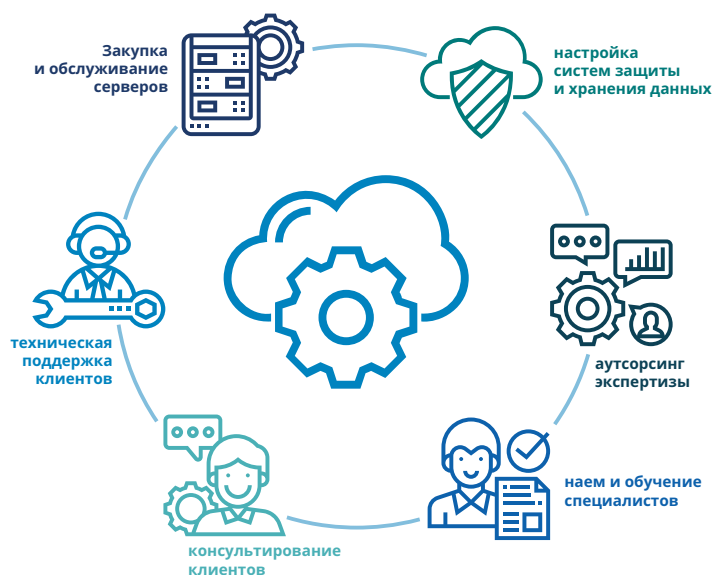 Закупка
и обслуживание
серверов
настройка
систем защиты
и хранения данных
аутсорсинг
экспертизы
наем и обучение
специалистов
консультирование
клиентов
техническая
поддержка
клиентов